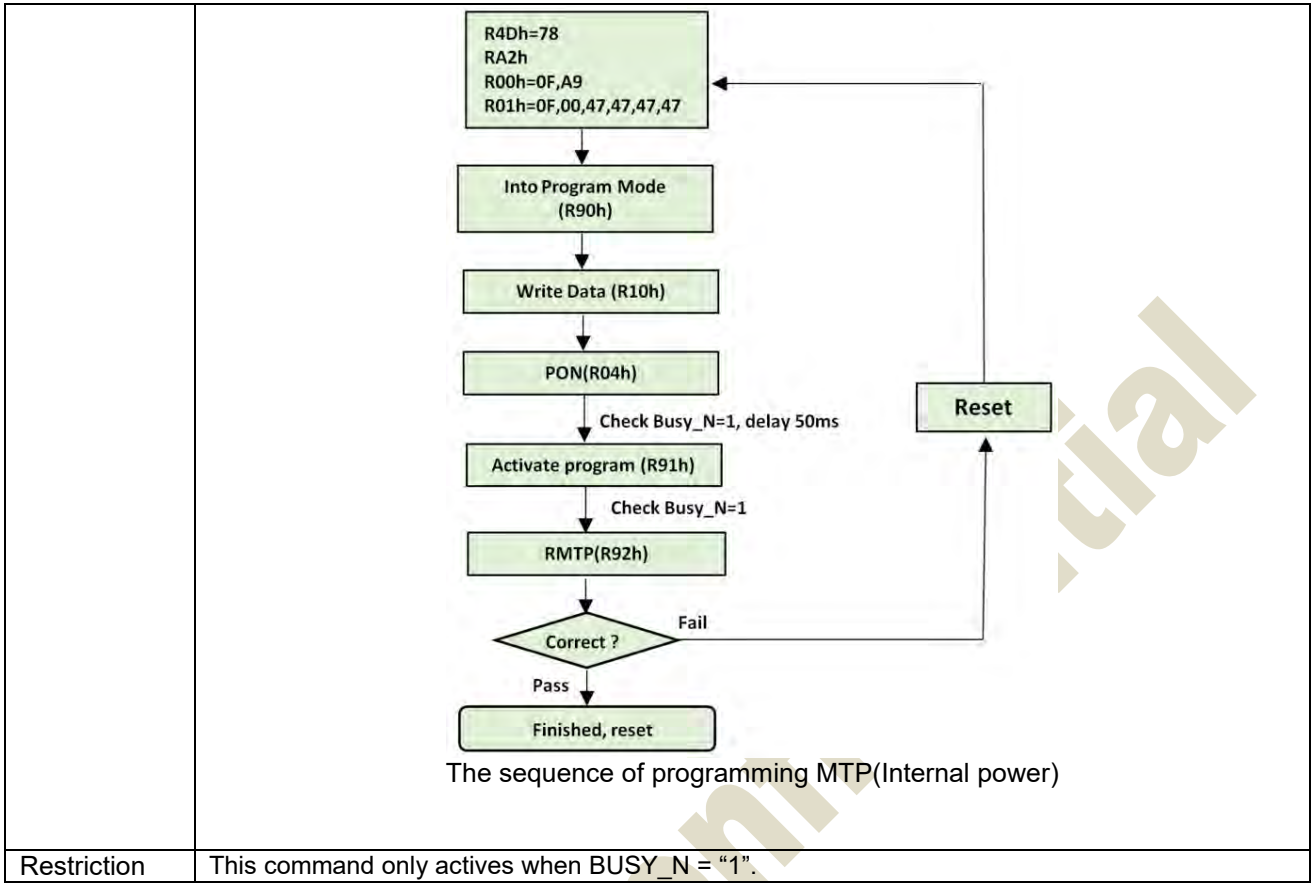 R4Dh=78
RA2h
R00h=0F,A9
R01h=0F,00,47,47,47,47
Into Program Mode
(R90h)
Write Data (R10h)
PON(R04h)
Check Busy_N=1, delay 50ms
Reset
Activate program (R91h)
Check Busy_N=1
RMTP(R92h)
Correct ?
Fail
Pass
Finished, reset
The sequence of programming MTP(Internal power)
Restriction
This command only actives when BUSY_N = “1”.